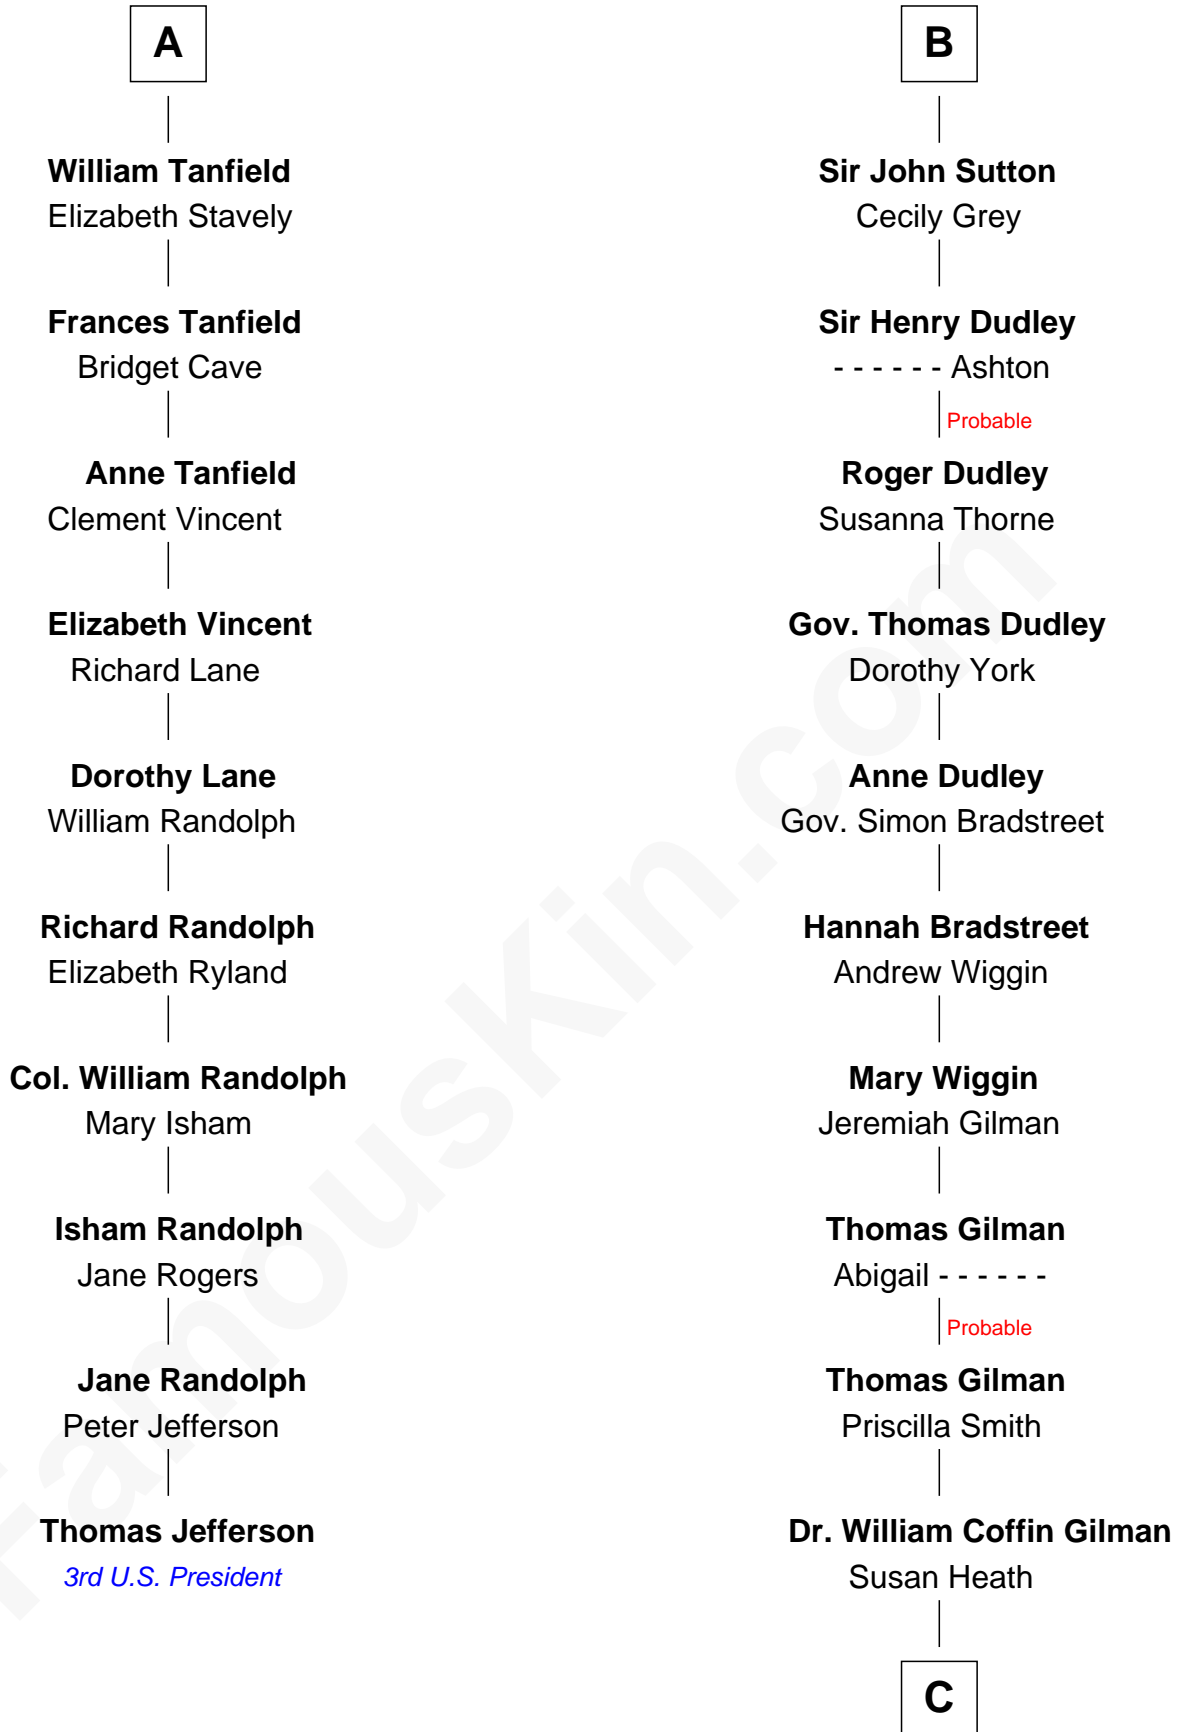 A
William Tanfield
Elizabeth Stavely
Frances Tanfield
Bridget Cave
Anne Tanfield
Clement Vincent
Elizabeth Vincent
Richard Lane
Dorothy Lane
William Randolph
Richard Randolph
Elizabeth Ryland
Col. William Randolph
Mary Isham
Isham Randolph
Jane Rogers
Jane Randolph
Peter Jefferson
Thomas Jefferson
3rd U.S. President
B
Sir John Sutton
Cecily Grey
Sir Henry Dudley
- - - - - - Ashton
Probable
Roger Dudley
Susanna Thorne
Gov. Thomas Dudley
Dorothy York
Anne Dudley
Gov. Simon Bradstreet
Hannah Bradstreet
Andrew Wiggin
Mary Wiggin
Jeremiah Gilman
Thomas Gilman
Abigail - - - - - -
Probable
Thomas Gilman
Priscilla Smith
Dr. William Coffin Gilman
Susan Heath
C
FamousKin.com